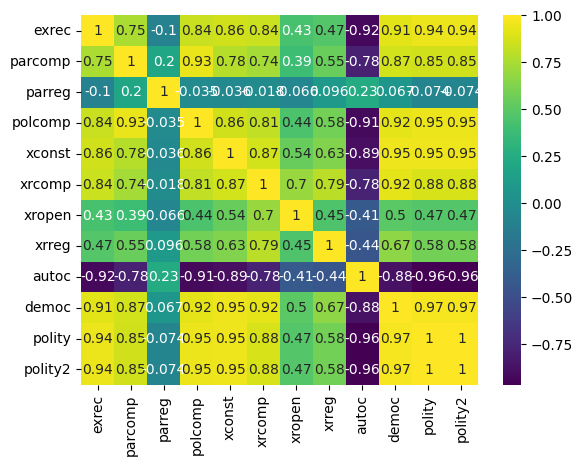 exrec 1 0.75 -0.1 0.84 0.86 0.84 0.43 0.47 -0.92 0.91 0.94 0.94
parcomp 0.75 1 0.2 0.93 0.78 0.74 0.39 0.55 -0.78 0.87 0.85 0.85
parreg -0.1 0.2 1 -0.035 -0.036 -0.018 -0.066 0.096 0.23 0.067 -0.074 -0.074
polcomp 0.84 0.93 -0.035 1 0.86 0.81 0.44 0.58 -0.91 0.92 0.95 0.95
xconst 0.86 0.78 -0.036 0.86 1 0.87 0.54 0.63 -0.89 0.95 0.95 0.95
xrcomp 0.84 0.74 -0.018 0.81 0.87 1 0.7 0.79 -0.78 0.92 0.88 0.88
xropen 0.43 0.39 -0.066 0.44 0.54 0.7 1 0.45 -0.41 0.5 0.47 0.47
xrreg 0.47 0.55 0.096 0.58 0.63 0.79 0.45 1 -0.44 0.67 0.58 0.58
autoc -0.92 -0.78 0.23 -0.91 -0.89 -0.78 -0.41 -0.44 1 -0.88 -0.96 -0.96
democ 0.91 0.87 0.067 0.92 0.95 0.92 0.5 0.67 -0.88 1 0.97 0.97
polity 0.94 0.85 -0.074 0.95 0.95 0.88 0.47 0.58 -0.96 0.97 1 1
polity2 0.94 0.85 -0.074 0.95 0.95 0.88 0.47 0.58 -0.96 0.97 1 1
exrec
parcomp
parreg
polcomp
xconst
xrcomp
xropen
xrreg
autoc
democ
polity
polity2
1.00
0.75
0.50
0.25
0.00
−0.25
−0.50
−0.75